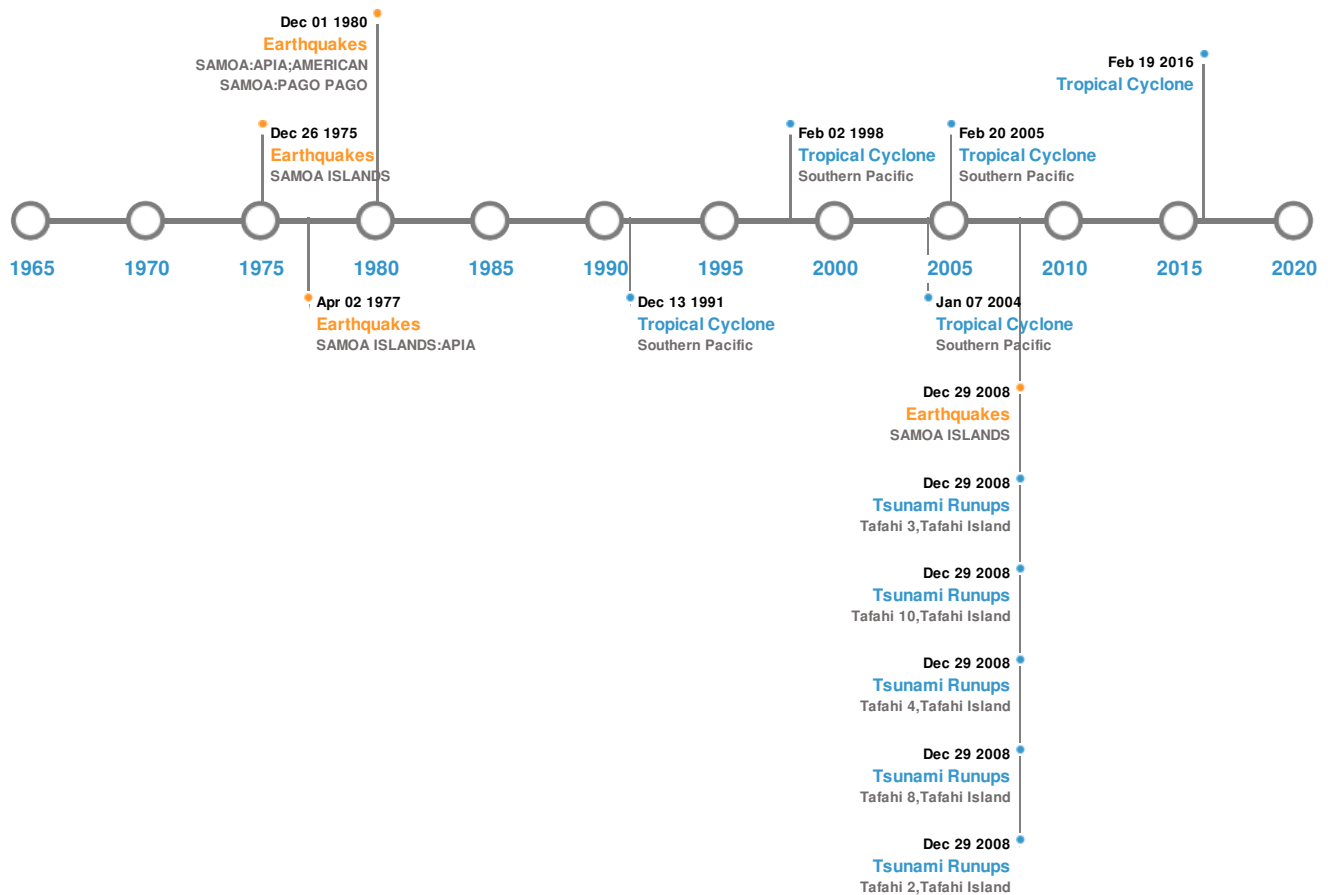 Dec 01 1980
Earthquakes
SAMOA:APIA;AMERICAN
SAMOA:PAGO PAGO
Feb 19 2016
Tropical Cyclone
Dec 26 1975
Earthquakes
SAMOA ISLANDS
Feb 02 1998
Tropical Cyclone
Southern Pacific
Feb 20 2005
Tropical Cyclone
Southern Pacific
1965
1970
1975
1980
1985
1990
1995
2000
2005
2010
2015
2020
Apr 02 1977
Earthquakes
SAMOA ISLANDS:APIA
Dec 13 1991
Tropical Cyclone
Southern Pacific
Jan 07 2004
Tropical Cyclone
Southern Pacific
Dec 29 2008
Earthquakes
SAMOA ISLANDS
Dec 29 2008
Tsunami Runups
Tafahi 3,Tafahi Island
Dec 29 2008
Tsunami Runups
Tafahi 10,Tafahi Island
Dec 29 2008
Tsunami Runups
Tafahi 4,Tafahi Island
Dec 29 2008
Tsunami Runups
Tafahi 8,Tafahi Island
Dec 29 2008
Tsunami Runups
Tafahi 2,Tafahi Island